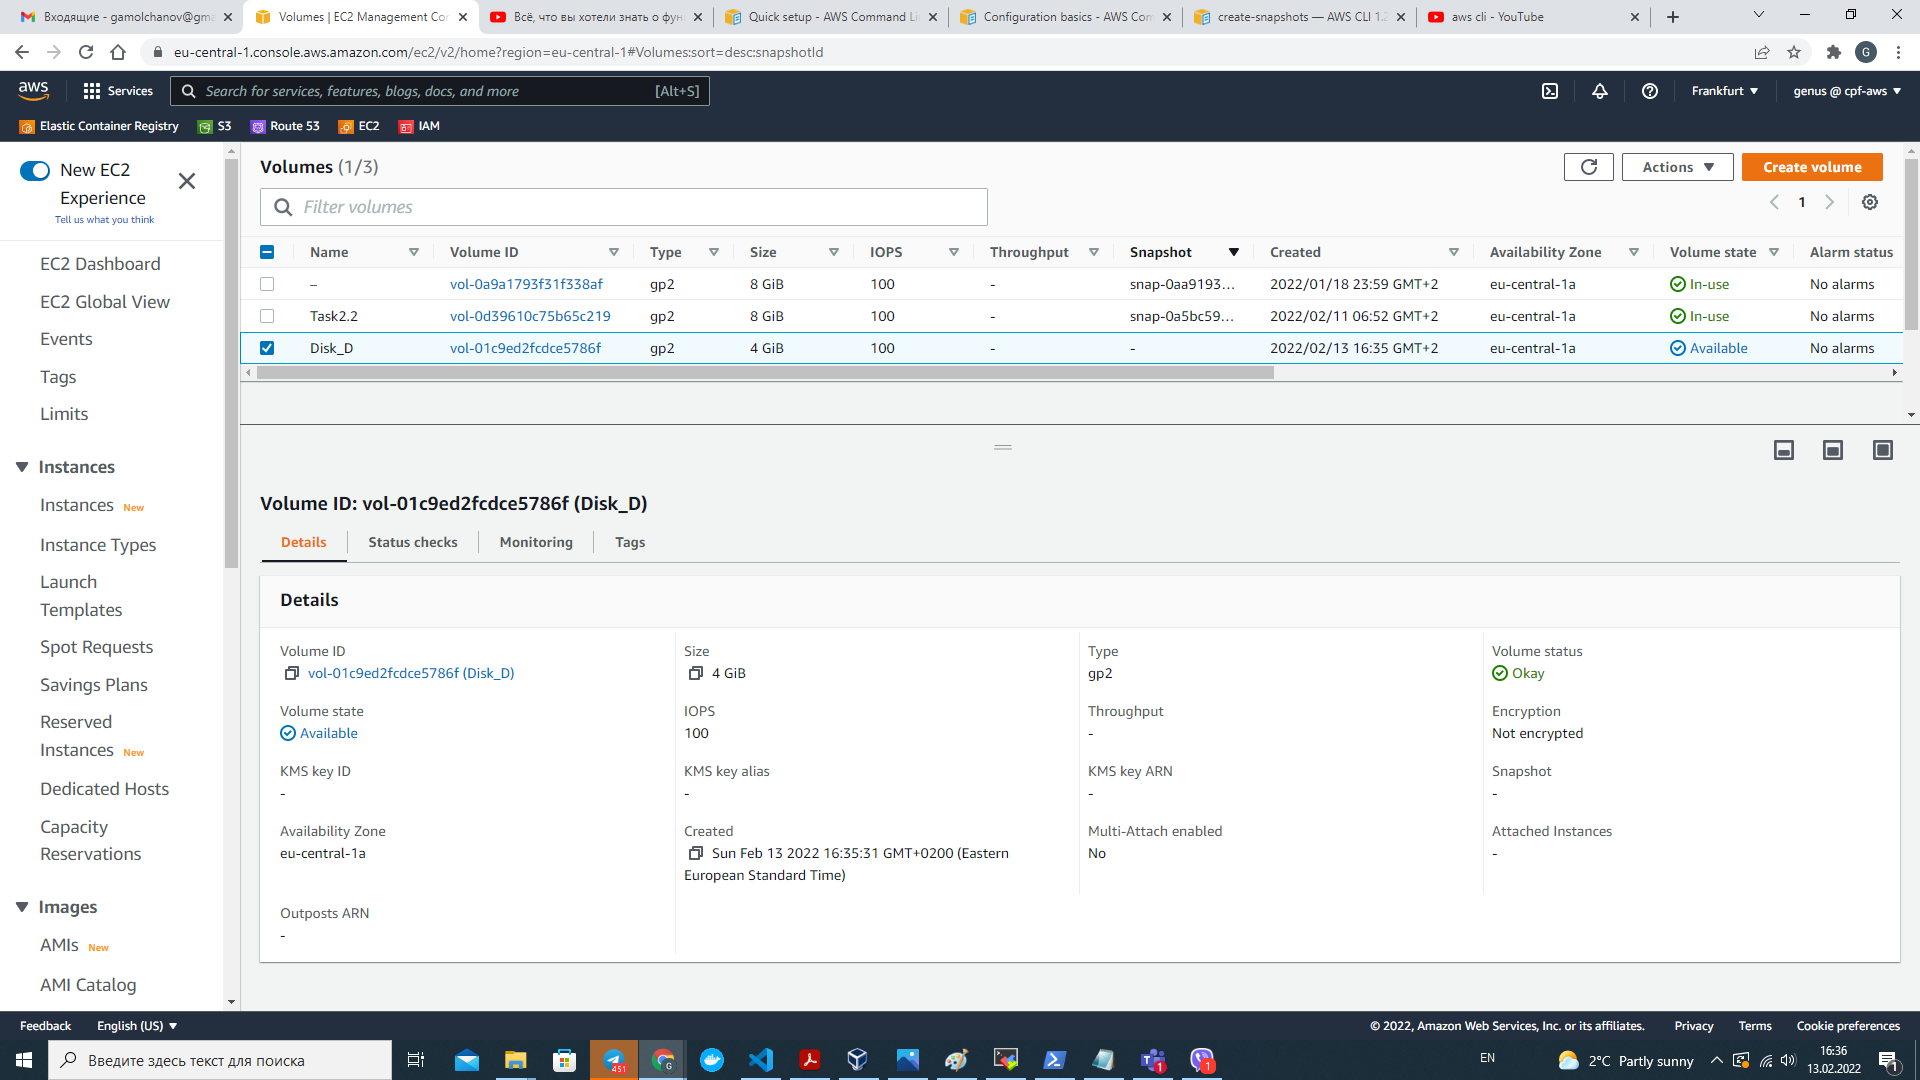 Входящие - gamolchanov@gma
Volumes | EC2 Management Con
Всё, что вы хотели знать о фун
Quick setup - AWS Command Li
Configuration basics - AWS Com
create-snapshots — AWS CLI 1.2
aws cli - YouTube
eu-central-1.console.aws.amazon.com/ec2/v2/home?region=eu-central-1#Volumes:sort=desc:snapshotId
G
aws
Services
Search for services, features, blogs, docs, and more
[Alt+S]
Frankfurt
genus @ cpf-aws
Elastic Container Registry
S3
Route 53
EC2
IAM
New EC2
Experience
Tell us what you think
EC2 Dashboard
EC2 Global View
Events
Tags
Limits
Instances
Instances New
Instance Types
Launch
Templates
Spot Requests
Savings Plans
Reserved
Instances New
Dedicated Hosts
Capacity
Reservations
Images
AMIs New
AMI Catalog
Volumes (1/3)
Actions
Create volume
Filter volumes
1
Name Volume ID Type Size IOPS Throughput Snapshot Created Availability Zone Volume state Alarm status
– vol-0a9a1793f31f338af gp2 8 GiB 100 - snap-0aa9193... 2022/01/18 23:59 GMT+2 eu-central-1a In-use No alarms
Task2.2 vol-0d39610c75b65c219 gp2 8 GiB 100 - snap-0a5bc59... 2022/02/11 06:52 GMT+2 eu-central-1a In-use No alarms
Disk_D vol-01c9ed2fcdce5786f gp2 4 GiB 100 - - 2022/02/13 16:35 GMT+2 eu-central-1a Available No alarms
Volume ID: vol-01c9ed2fcdce5786f (Disk_D)
Details
Status checks
Monitoring
Tags
Details
Volume ID Size Type Volume status
vol-01c9ed2fcdce5786f (Disk_D) 4 GiB gp2 Okay
Volume state IOPS Throughput Encryption
Available 100 - Not encrypted
KMS key ID KMS key alias KMS key ARN Snapshot
- - - -
Availability Zone Created Multi-Attach enabled Attached Instances
eu-central-1a Sun Feb 13 2022 16:35:31 GMT+0200 (Eastern No -
European Standard Time)
Outposts ARN
-
Feedback
English (US)
© 2022, Amazon Web Services, Inc. or its affiliates.
Privacy
Terms
Cookie preferences
Введите здесь текст для поиска
451
G
1
1
EN
2°C Partly sunny
16:36
13.02.2022
1